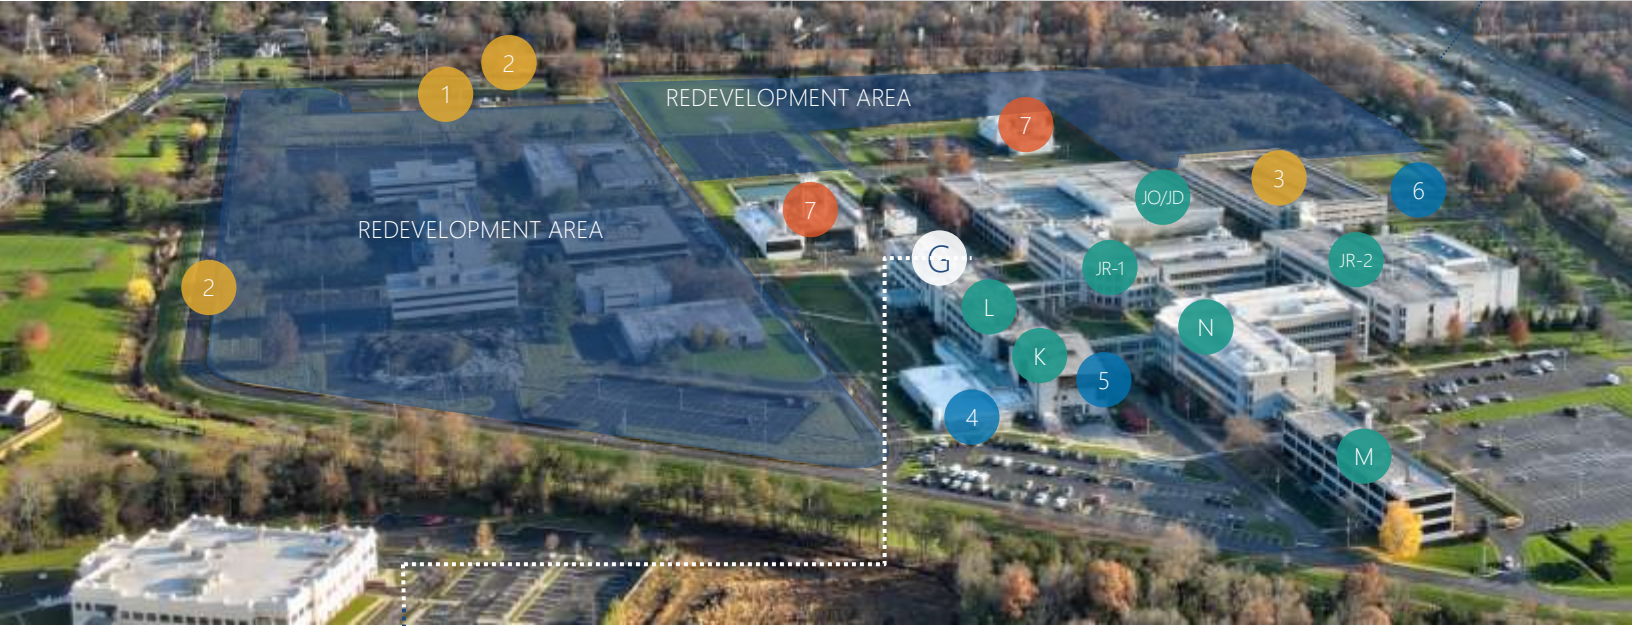 2
1
REDEVELOPMENT AREA
7
3
6
JO/JD
7
REDEVELOPMENT AREA
G
JR-1
JR-2
2
L
N
K
5
4
M